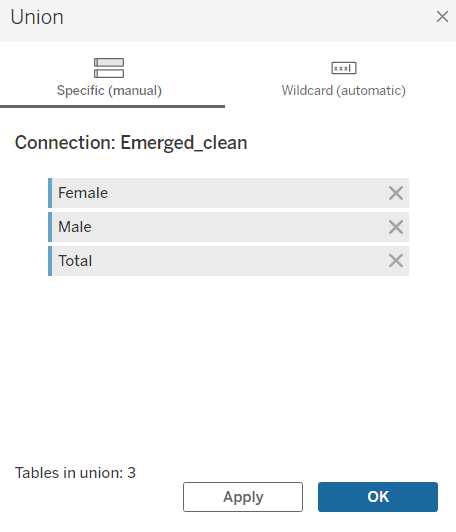 Union
Specific (manual)
xxx
Wildcard (automatic)
Connection: Emerged_clean
Female
Male
Total
Tables in union: 3
Apply
OK